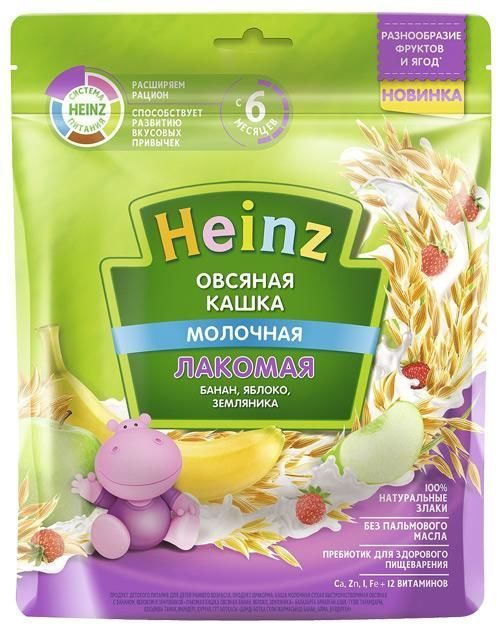 РАЗНООБРАЗИЕ
ФРУКТОВ
И ЯГОД*
НОВИНКА
СИСТЕМА
HEINZ
ПИТАНИЯ
РАСШИРЯЕМ
РАЦИОН
СПОСОБСТВУЕТ
РАЗВИТИЮ
ВКУСОВЫХ
ПРИВЫЧЕК
С 6
МЕСЯЦЕВ
Heinz
ОВСЯНАЯ
КАШКА
МОЛОЧНАЯ
ЛАКОМАЯ
БАНАН, ЯБЛОКО,
ЗЕМЛЯНИКА
100%
НАТУРАЛЬНЫЕ
ЗЛАКИ
БЕЗ ПАЛЬМОВОГО
МАСЛА
ПРЕБИОТИК ДЛЯ ЗДОРОВОГО
ПИЩЕВАРЕНИЯ
Ca, Zn, I, Fe + 12 ВИТАМИНОВ